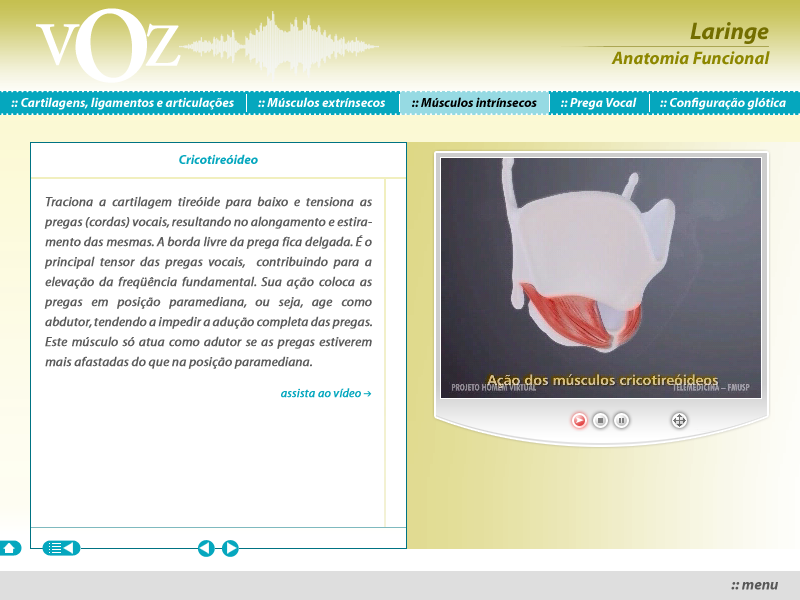 VOZ
Laringe
Anatomia Funcional
:: Cartilagens, ligamentos e articulações
:: Músculos extrínsecos
:: Músculos intrínsecos
:: Prega Vocal
:: Configuração glótica
Cricotireóideo
Traciona a cartilagem tireóide para baixo e tensiona as
pregas (cordas) vocais, resultando no alongamento e estira-
mento das mesmas. A borda livre da prega fica delgada. É o
principal tensor das pregas vocais, contribuindo para a
elevação da freqüência fundamental. Sua ação coloca as
pregas em posição paramediana, ou seja, age como
abdutor, tendendo a impedir a adução completa das pregas.
Este músculo só atua como adutor se as pregas estiverem
mais afastadas do que na posição paramediana.
assista ao vídeo →
Ação dos músculos cricotireóideos
PROJETO HOMEM VIRTUAL
TELEMEDICINA – FMUSP
:: menu